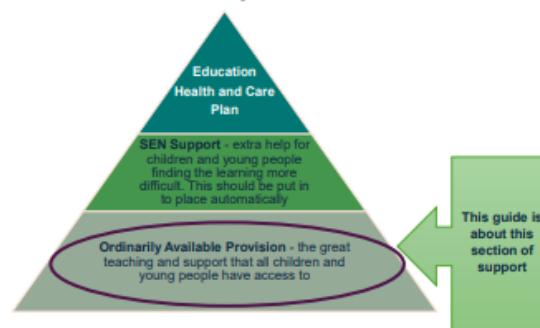 Education
Health and Care
Plan
SEN Support - extra help for
children and young people
finding the learning more
difficult. This should be put in
to place automatically
Ordinarily Available Provision - the great
teaching and support that all children and
young people have access to
This guide is
about this
section of
support